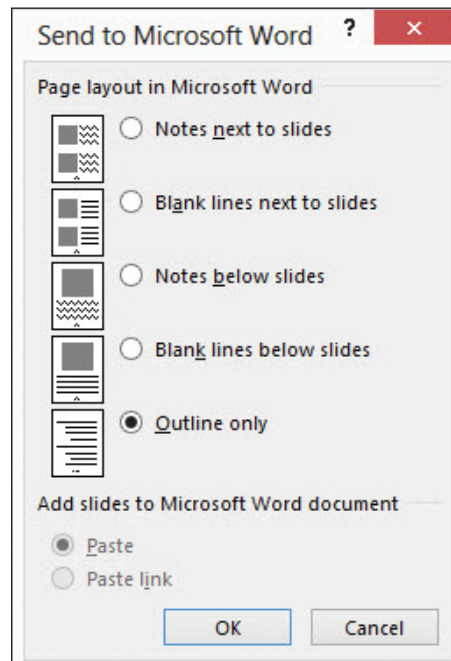 Send to Microsoft Word ?
Page layout in Microsoft Word
Notes next to slides
Blank lines next to slides
Notes below slides
Blank lines below slides
Outline only
Add slides to Microsoft Word document
Paste
Paste link
OK Cancel